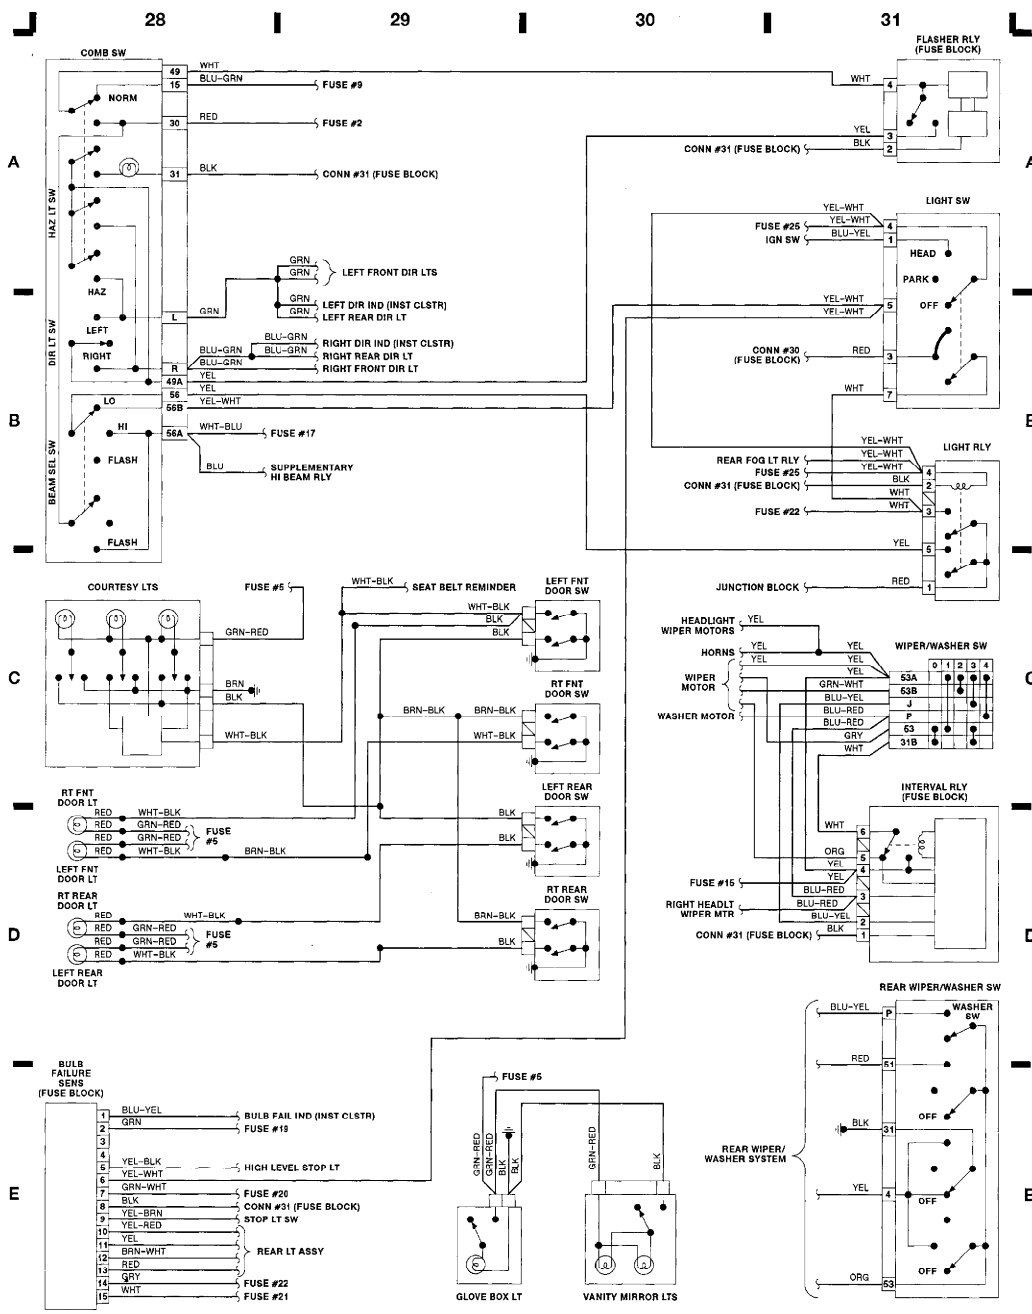 28 29 30 31
A
B
C
D
E
COMB SW
49 WHT
15 BLU-GRN FUSE #9
NORM
30 RED FUSE #2
31 BLK CONN #31 (FUSE BLOCK)
HAZ LT SW
HAZ
GRN
GRN
LEFT FRONT DIR LTS
GRN LEFT DIR IND (INST CLSTR)
L GRN GRN LEFT REAR DIR LT
DIR LT SW
LEFT
RIGHT
BLU-GRN RIGHT DIR IND (INST CLSTR)
BLU-GRN BLU-GRN RIGHT REAR DIR LT
R BLU-GRN RIGHT FRONT DIR LT
49A YEL
56 YEL
56B YEL-WHT
LO
HI
56A WHT-BLU FUSE #17
BLU SUPPLEMENTARY
HI BEAM RLY
BEAM SEL SW
FLASH
FLASH
FLASHER RLY
(FUSE BLOCK)
WHT 4
YEL 3
CONN #31 (FUSE BLOCK) BLK 2
LIGHT SW
YEL-WHT
FUSE #25 YEL-WHT 4
IGN SW BLU-YEL 1
HEAD
PARK
OFF
YEL-WHT 5
YEL-WHT
CONN #30
(FUSE BLOCK) RED 3
WHT 7
LIGHT RLY
YEL-WHT
REAR FOG LT RLY YEL-WHT
FUSE #25 YEL-WHT 4
CONN #31 (FUSE BLOCK) BLK 2
WHT
FUSE #22 WHT 3
YEL 5
JUNCTION BLOCK RED 1
COURTESY LTS
FUSE #5
GRN-RED
BRN
BLK
WHT-BLK
WHT-BLK SEAT BELT REMINDER
LEFT FNT
DOOR SW
WHT-BLK
BLK
BLK
RT FNT
DOOR SW
BRN-BLK BRN-BLK
WHT-BLK
LEFT REAR
DOOR SW
BLK
BLK
RT REAR
DOOR SW
BRN-BLK
BLK
RT FNT
DOOR LT
RED WHT-BLK
RED GRN-RED
RED GRN-RED
FUSE
#5
RED WHT-BLK BRN-BLK
LEFT FNT
DOOR LT
RT REAR
DOOR LT
RED WHT-BLK
RED GRN-RED
RED GRN-RED
FUSE
#5
RED WHT-BLK
LEFT REAR
DOOR LT
HEADLIGHT
WIPER MOTORS YEL
HORNS YEL YEL
YEL YEL
WIPER
MOTOR
WASHER MOTOR
YEL 53A
GRN-WHT 53B
BLU-YEL J
BLU-RED P
BLU-RED 53
GRY 31B
WHT
WIPER/WASHER SW
0 1 2 3 4
INTERVAL RLY
(FUSE BLOCK)
WHT 6
ORG 5
YEL 4
FUSE #15 YEL
BLU-RED 3
RIGHT HEADLT
WIPER MTR BLU-RED
BLU-YEL 2
CONN #31 (FUSE BLOCK) BLK 1
REAR WIPER/WASHER SW
WASHER
SW
BLU-YEL P
RED 51
OFF
BLK 31
REAR WIPER/
WASHER SYSTEM
YEL 4
OFF
OFF
ORG 53
BULB
FAILURE
SENS
(FUSE BLOCK)
1 BLU-YEL BULB FAIL IND (INST CLSTR)
2 GRN FUSE #19
3
4
5 YEL-BLK HIGH LEVEL STOP LT
6 YEL-WHT
7 GRN-WHT FUSE #20
8 BLK CONN #31 (FUSE BLOCK)
9 YEL-BRN STOP LT SW
10 YEL-RED
11 YEL
12 BRN-WHT
13 RED
REAR LT ASSY
14 GRY FUSE #22
15 WHT FUSE #21
FUSE #5
GRN-RED
GRN-RED
BLK
BLK
GRN-RED
BLK
GLOVE BOX LT
VANITY MIRROR LTS
A
B
C
D
E